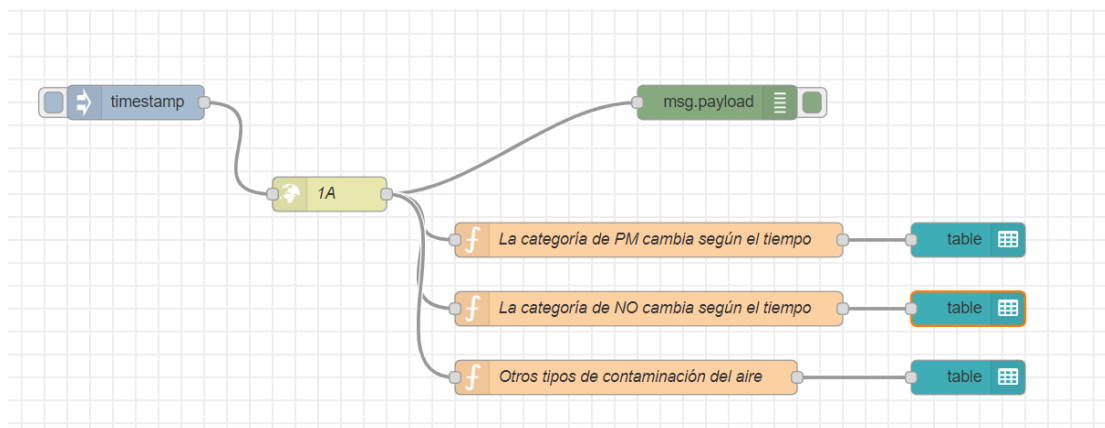 timestamp
msg.payload
1A
La categoría de PM cambia según el tiempo
table
La categoría de NO cambia según el tiempo
table
Otros tipos de contaminación del aire
table